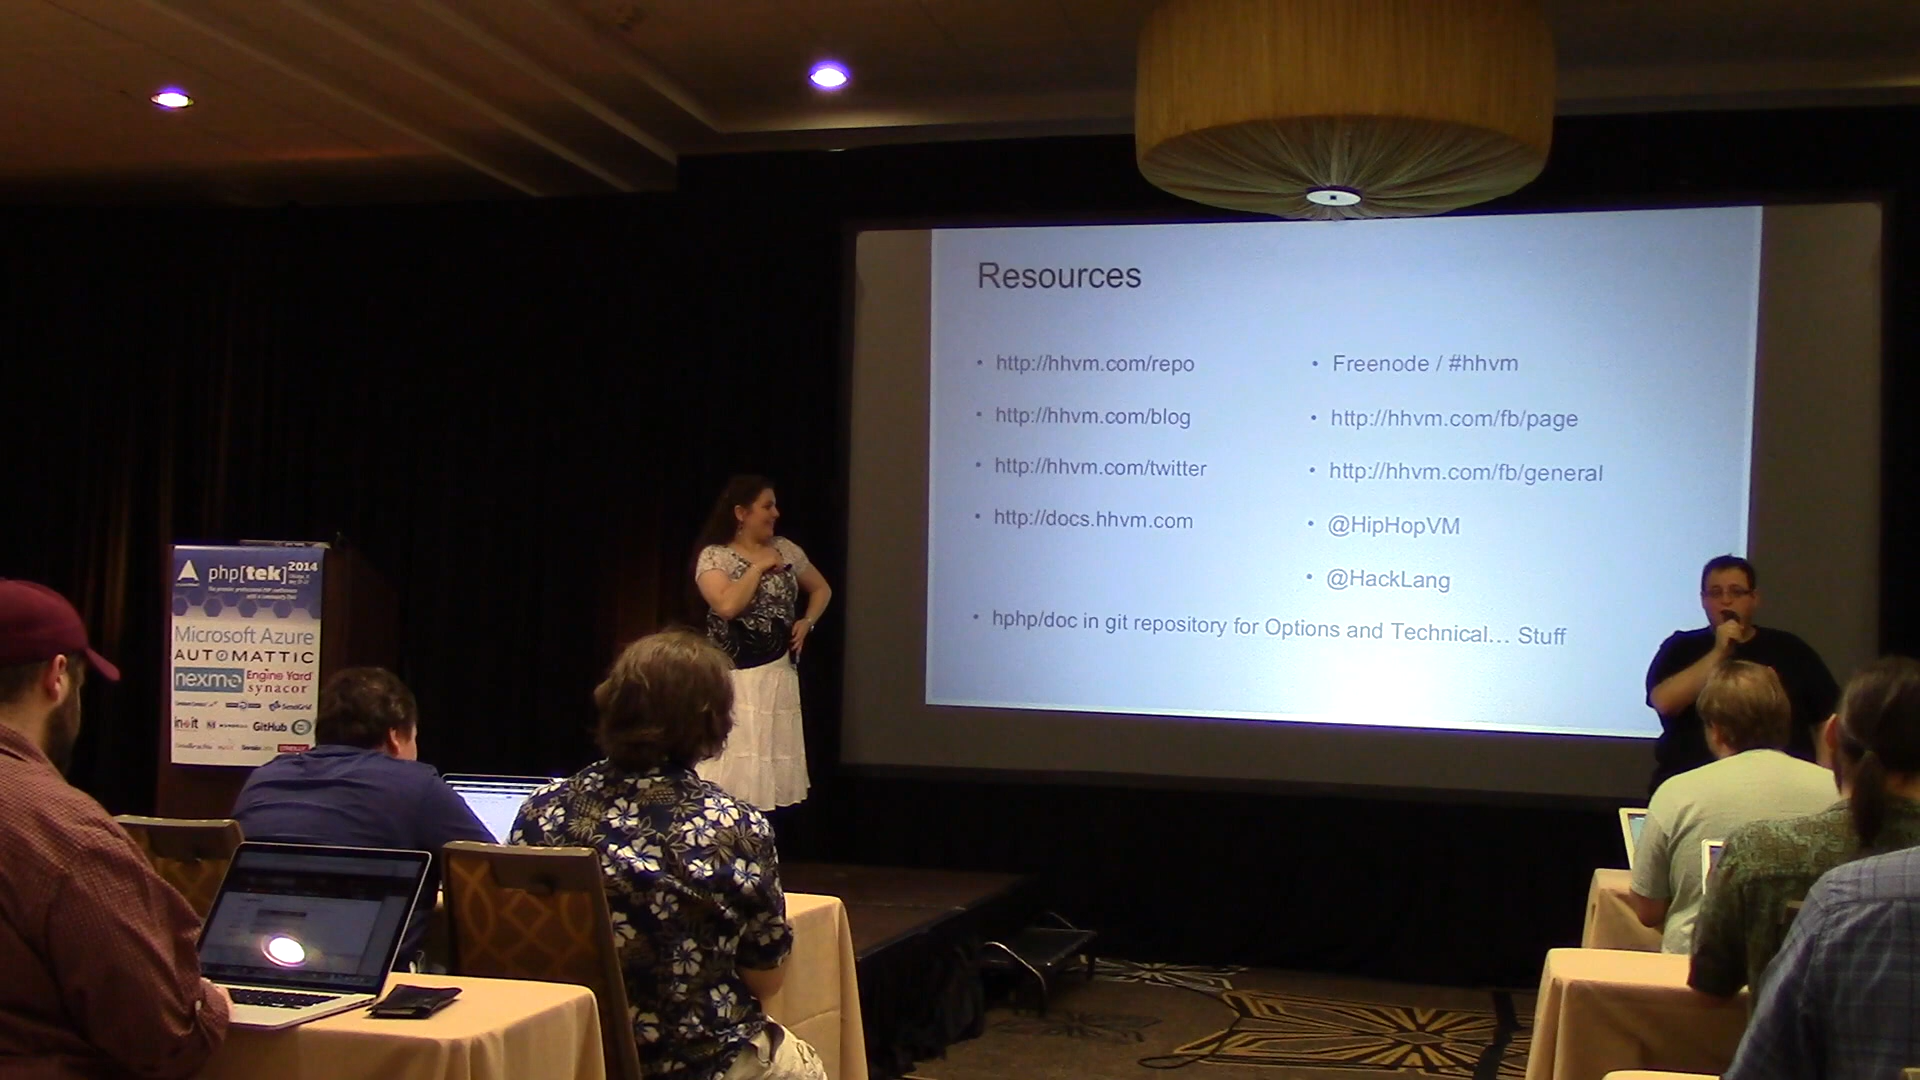 Resources
http://hhvm.com/repo
http://hhvm.com/blog
http://hhvm.com/twitter
http://docs.hhvm.com
Freenode / #hhvm
http://hhvm.com/fb/page
http://hhvm.com/fb/general
@HipHopVM
@HackLang
hphp/doc in git repository for Options and Technical... Stuff
php[tek] 2014
Microsoft Azure
AUTOMATTIC
nexmo Engine Yard
synacor
SendGrid
GitHub